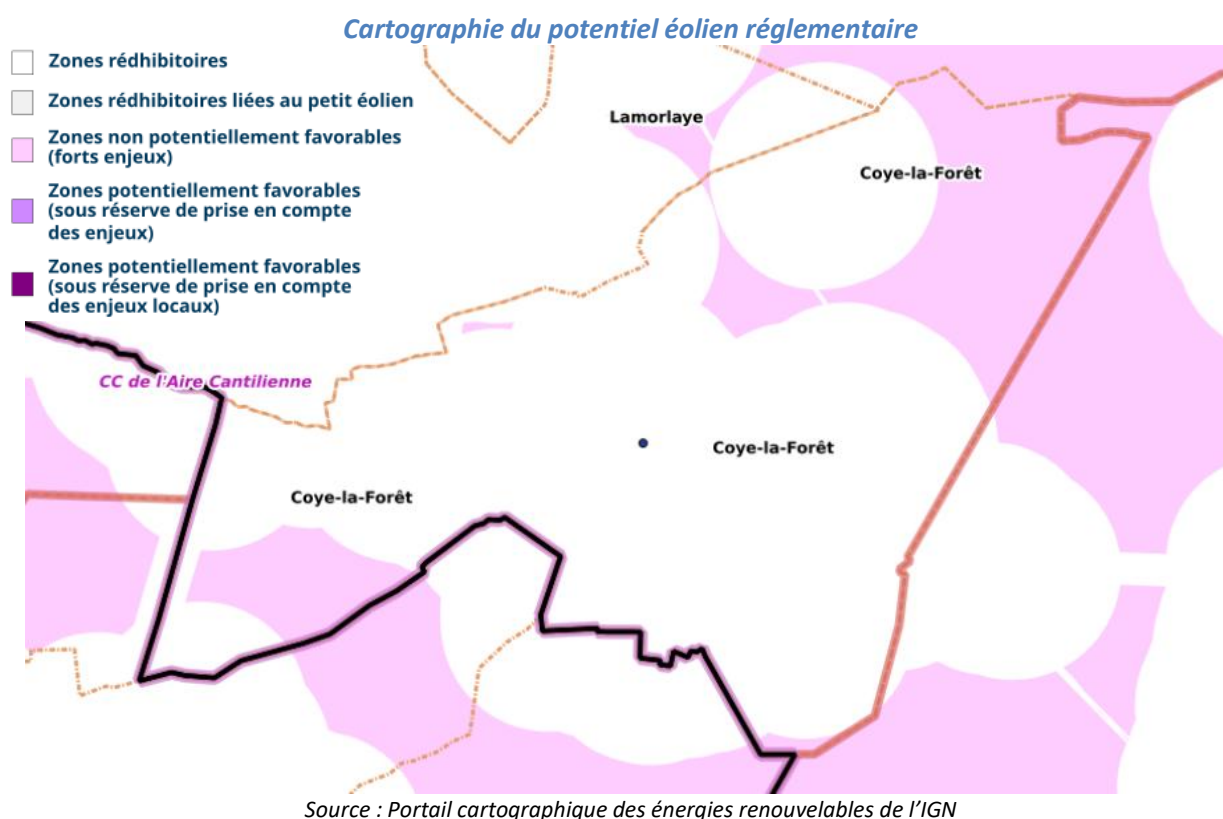 Cartographie du potentiel éolien réglementaire
Zones rédhibitoires
Zones rédhibitoires liées au petit éolien
Zones non potentiellement favorables
(forts enjeux)
Zones potentiellement favorables
(sous réserve de prise en compte
des enjeux)
Zones potentiellement favorables
(sous réserve de prise en compte
des enjeux locaux)
Lamorlaye
Coye-la-Forêt
CC de l'Aire Cantilienne
Coye-la-Forêt
Coye-la-Forêt
Source : Portail cartographique des énergies renouvelables de l’IGN